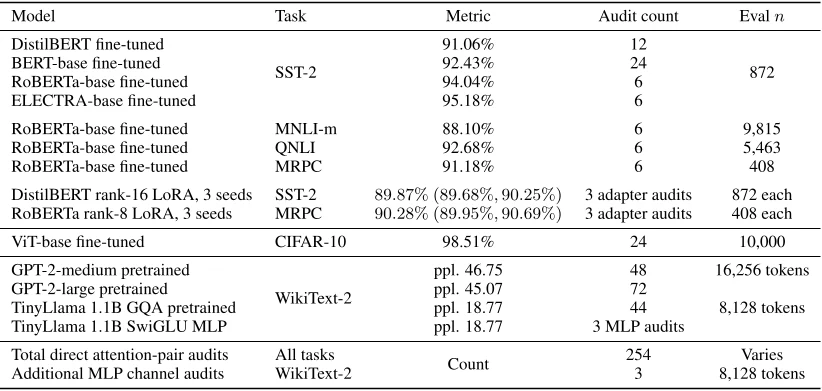 Model Task Metric Audit count Eval n
DistilBERT fine-tuned 91.06% 12
BERT-base fine-tuned 92.43% 24
SST-2 872
RoBERTa-base fine-tuned 94.04% 6
ELECTRA-base fine-tuned 95.18% 6
RoBERTa-base fine-tuned MNLI-m 88.10% 6 9,815
RoBERTa-base fine-tuned QNLI 92.68% 6 5,463
RoBERTa-base fine-tuned MRPC 91.18% 6 408
DistilBERT rank-16 LoRA, 3 seeds SST-2 89.87% (89.68%, 90.25%) 3 adapter audits 872 each
RoBERTa rank-8 LoRA, 3 seeds MRPC 90.28% (89.95%, 90.69%) 3 adapter audits 408 each
ViT-base fine-tuned CIFAR-10 98.51% 24 10,000
GPT-2-medium pretrained ppl. 46.75 48 16,256 tokens
GPT-2-large pretrained ppl. 45.07 72
WikiText-2
TinyLlama 1.1B GQA pretrained ppl. 18.77 44 8,128 tokens
TinyLlama 1.1B SwiGLU MLP ppl. 18.77 3 MLP audits
Total direct attention-pair audits All tasks 254 Varies
Count
Additional MLP channel audits WikiText-2 3 8,128 tokens